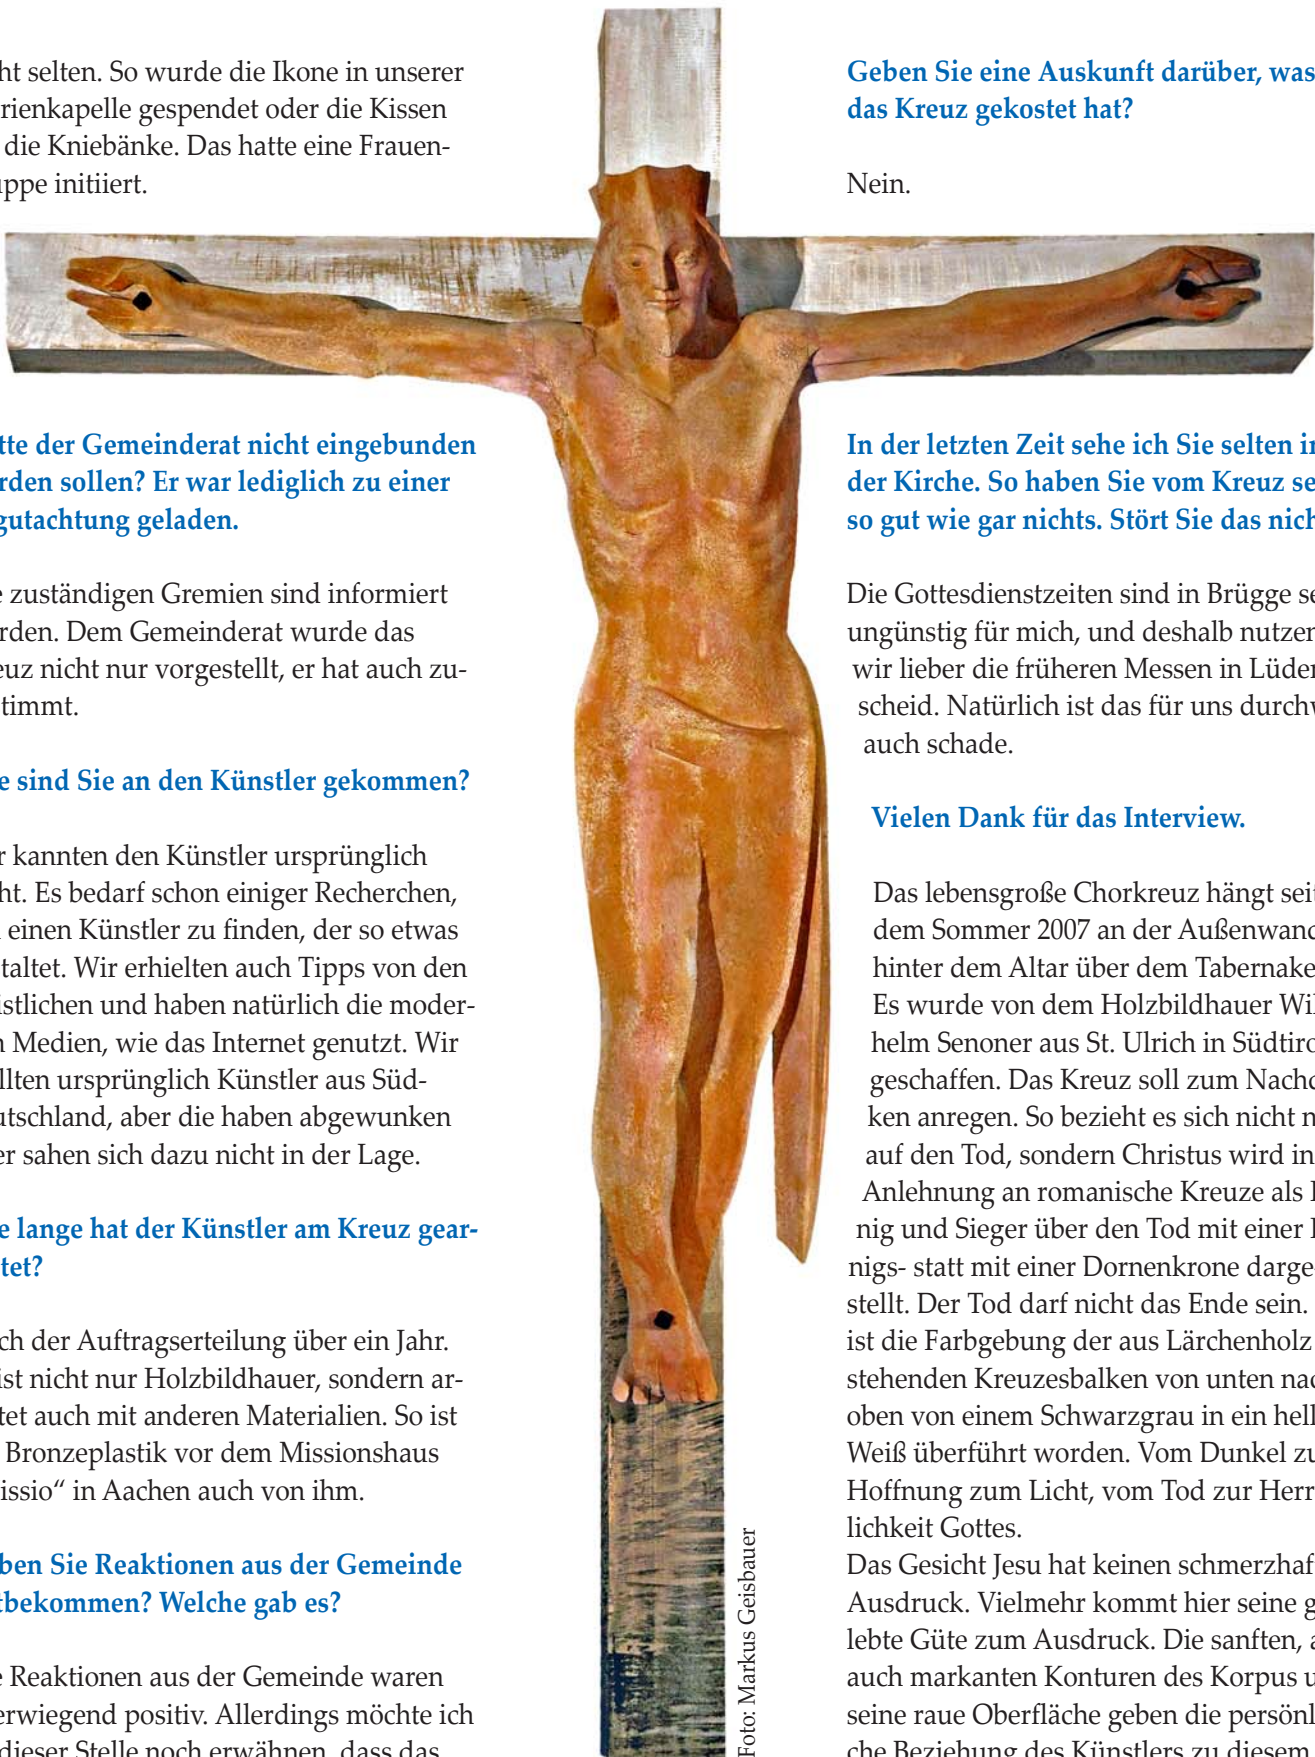 ht selten. So wurde die Ikone in unserer
rienkapelle gespendet oder die Kissen
die Kniebänke. Das hatte eine Frauen-
ppe initiiert.
tte der Gemeinderat nicht eingebunden
rden sollen? Er war lediglich zu einer
gutachtung geladen.
e zuständigen Gremien sind informiert
rden. Dem Gemeinderat wurde das
euz nicht nur vorgestellt, er hat auch zu-
timmt.
e sind Sie an den Künstler gekommen?
r kannten den Künstler ursprünglich
ht. Es bedarf schon einiger Recherchen,
einen Künstler zu finden, der so etwas
taltet. Wir erhielten auch Tipps von den
istlichen und haben natürlich die moder-
n Medien, wie das Internet genutzt. Wir
llten ursprünglich Künstler aus Süd-
utschland, aber die haben abgewunken
er sahen sich dazu nicht in der Lage.
e lange hat der Künstler am Kreuz gear-
tet?
ch der Auftragserteilung über ein Jahr.
ist nicht nur Holzbildhauer, sondern ar-
tet auch mit anderen Materialien. So ist
Bronzeplastik vor dem Missionshaus
issio“ in Aachen auch von ihm.
ben Sie Reaktionen aus der Gemeinde
tbekommen? Welche gab es?
e Reaktionen aus der Gemeinde waren
erwiegend positiv. Allerdings möchte ich
dieser Stelle noch erwähnen, dass das
Foto: Markus Geisbauer
Geben Sie eine Auskunft darüber, was
das Kreuz gekostet hat?
Nein.
In der letzten Zeit sehe ich Sie selten in
der Kirche. So haben Sie vom Kreuz se
so gut wie gar nichts. Stört Sie das nich
Die Gottesdienstzeiten sind in Brügge se
ungünstig für mich, und deshalb nutzen
wir lieber die früheren Messen in Lüden
scheid. Natürlich ist das für uns durchw
auch schade.
Vielen Dank für das Interview.
Das lebensgroße Chorkreuz hängt seit
dem Sommer 2007 an der Außenwand
hinter dem Altar über dem Tabernake
Es wurde von dem Holzbildhauer Wil
helm Senoner aus St. Ulrich in Südtiro
geschaffen. Das Kreuz soll zum Nachd
ken anregen. So bezieht es sich nicht n
auf den Tod, sondern Christus wird in
Anlehnung an romanische Kreuze als
nig und Sieger über den Tod mit einer
nigs- statt mit einer Dornenkrone darge
stellt. Der Tod darf nicht das Ende sein.
ist die Farbgebung der aus Lärchenholz
stehenden Kreuzesbalken von unten nac
oben von einem Schwarzgrau in ein hell
Weiß überführt worden. Vom Dunkel zu
Hoffnung zum Licht, vom Tod zur Herr
lichkeit Gottes.
Das Gesicht Jesu hat keinen schmerzhaf
Ausdruck. Vielmehr kommt hier seine g
lebte Güte zum Ausdruck. Die sanften, a
auch markanten Konturen des Korpus u
seine raue Oberfläche geben die persönl
che Beziehung des Künstlers zu diesem